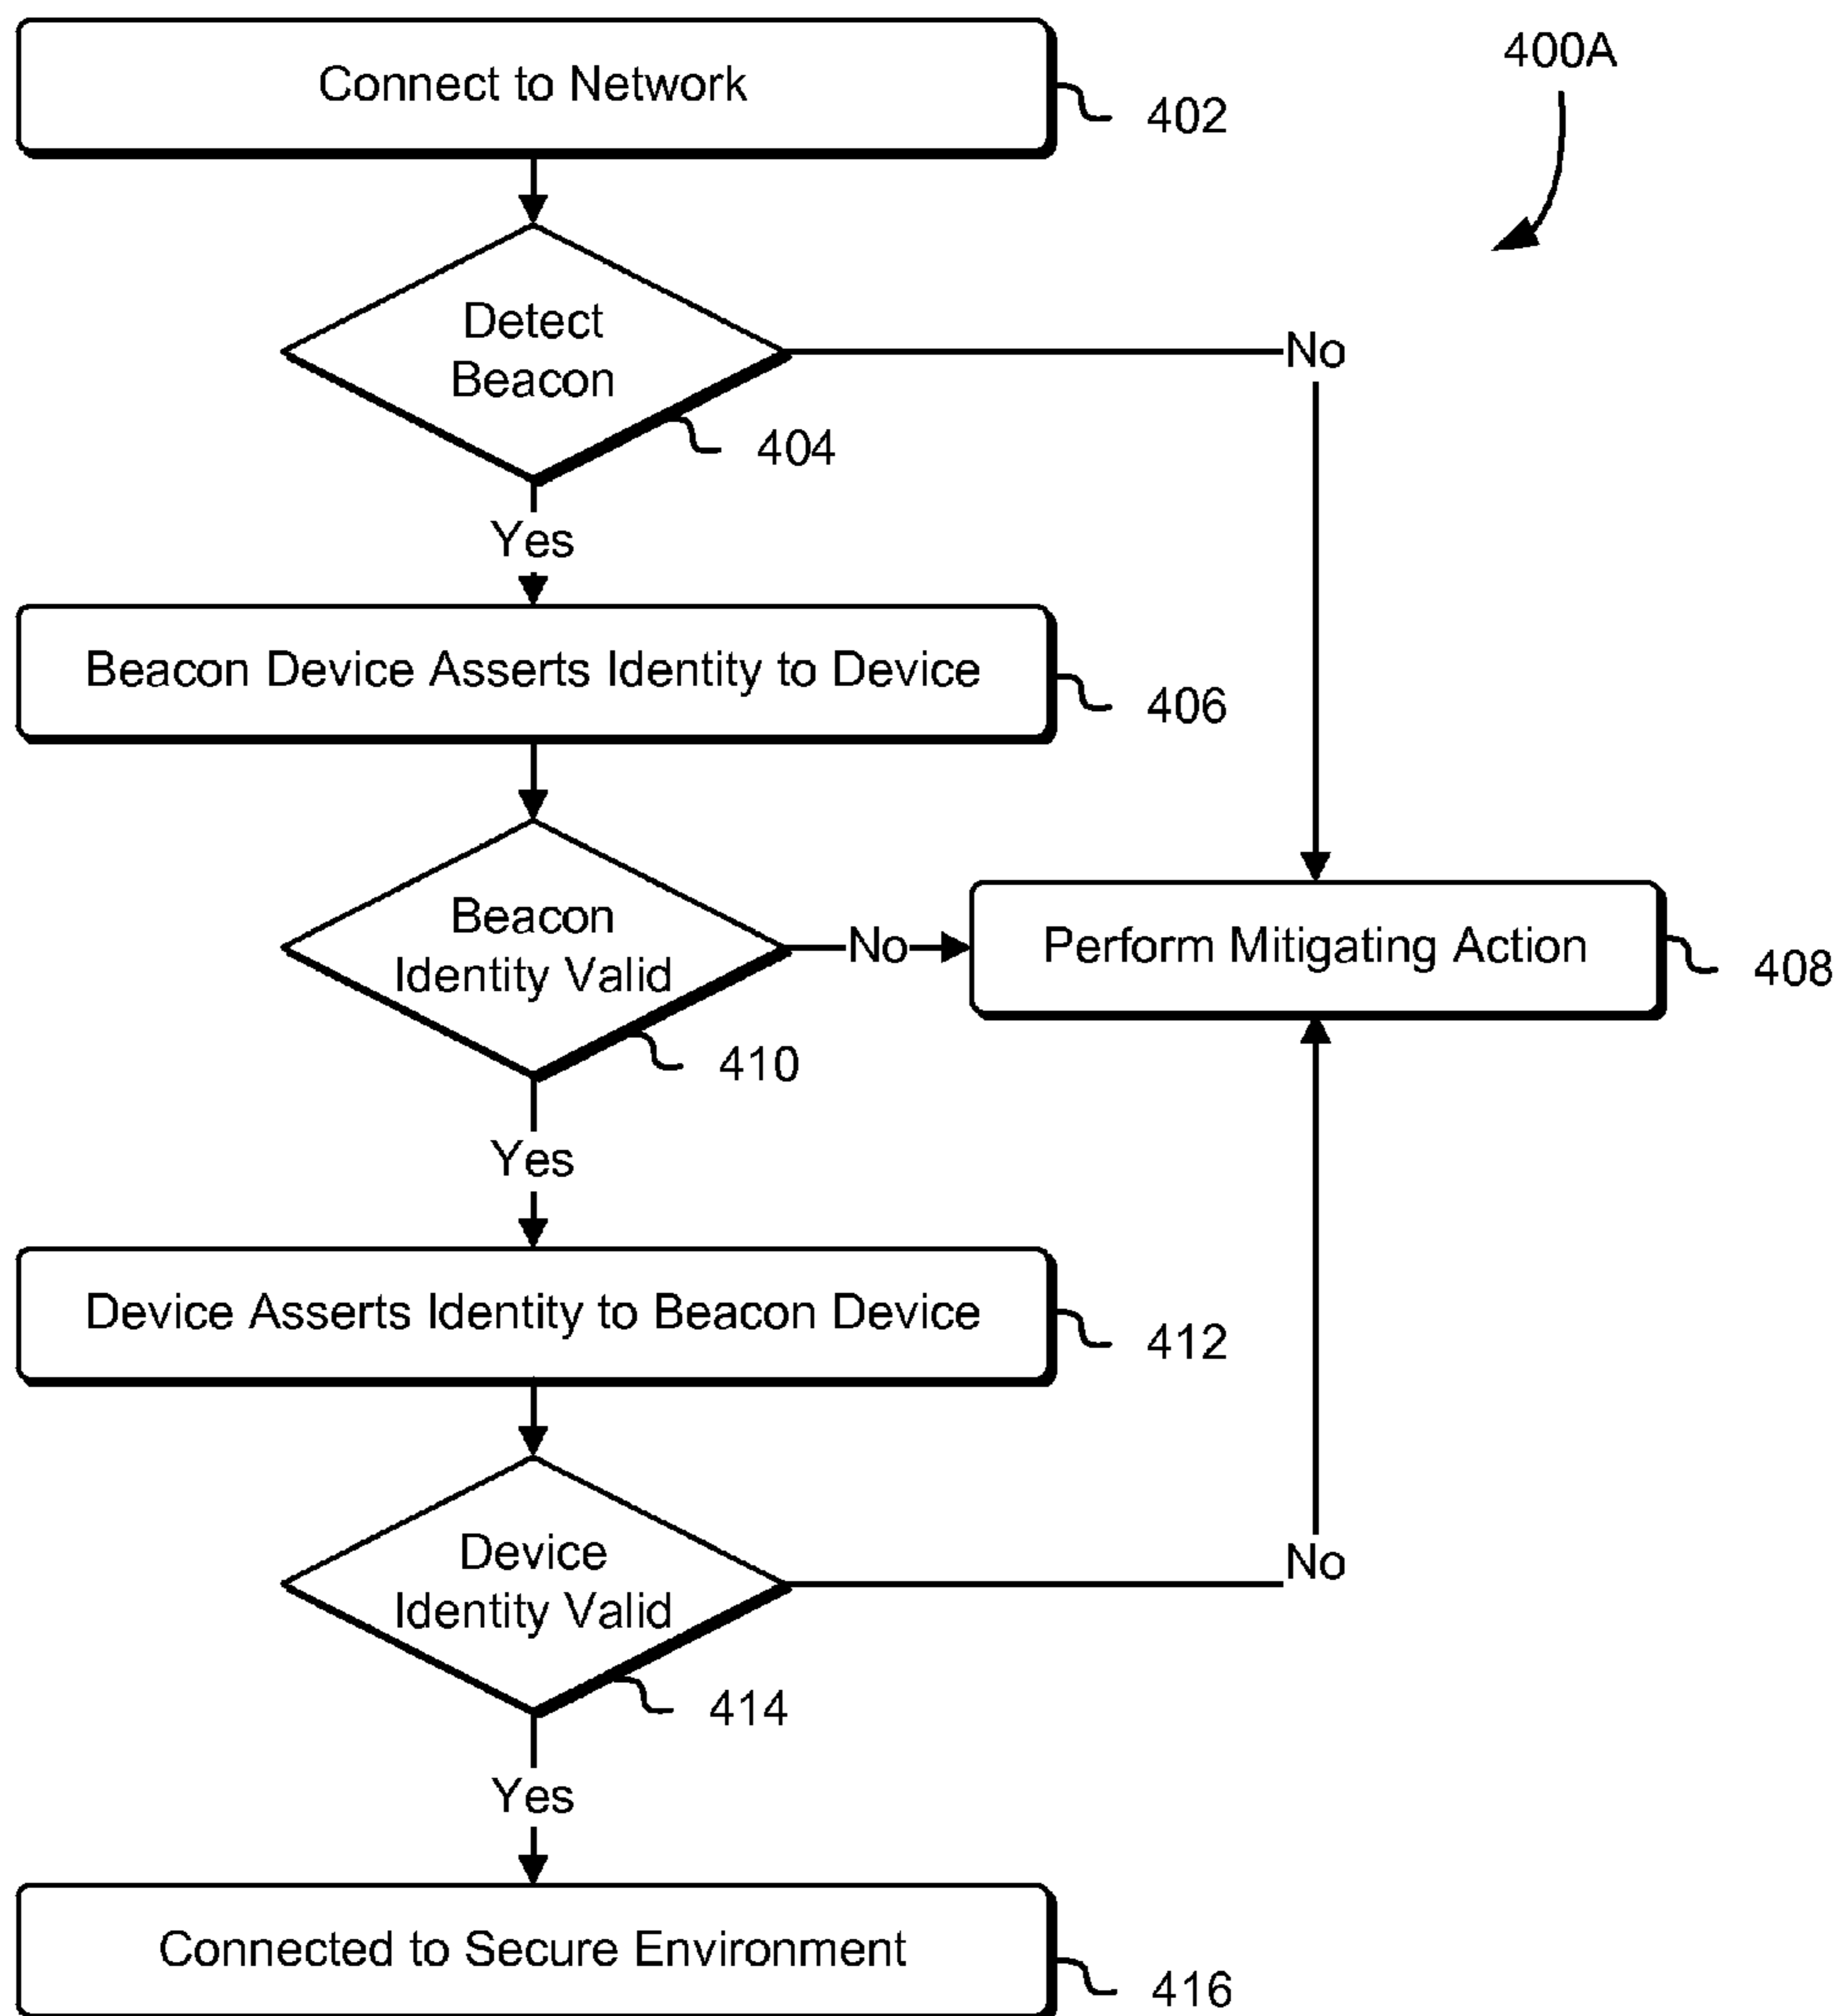 400A
Connect to Network
402
Detect
Beacon
No
404
Yes
Beacon Device Asserts Identity to Device
406
Beacon
Identity Valid
No
Perform Mitigating Action
408
410
Yes
Device Asserts Identity to Beacon Device
412
Device
Identity Valid
No
414
Yes
Connected to Secure Environment
416